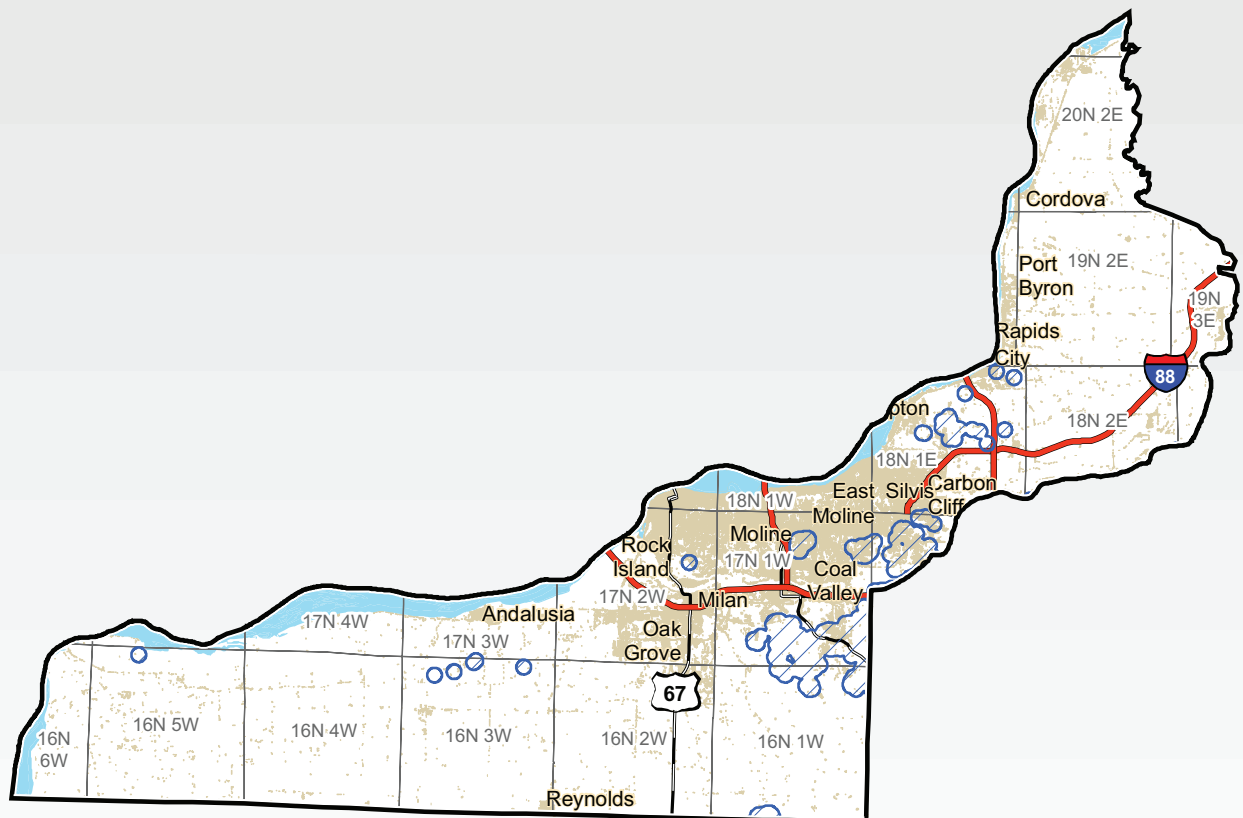 20N 2E
Cordova
Port
Byron
19N 2E
19N
3E
Rapids
City
88
pton
18N 2E
18N 1E
East
Moline
Silvis
Carbon
Cliff
18N 1W
Moline
Rock
Island
17N 1W
Coal
Valley
17N 2W
Milan
Andalusia
17N 4W
17N 3W
Oak
Grove
67
16N
6W
16N 5W
16N 4W
16N 3W
16N 2W
16N 1W
Reynolds